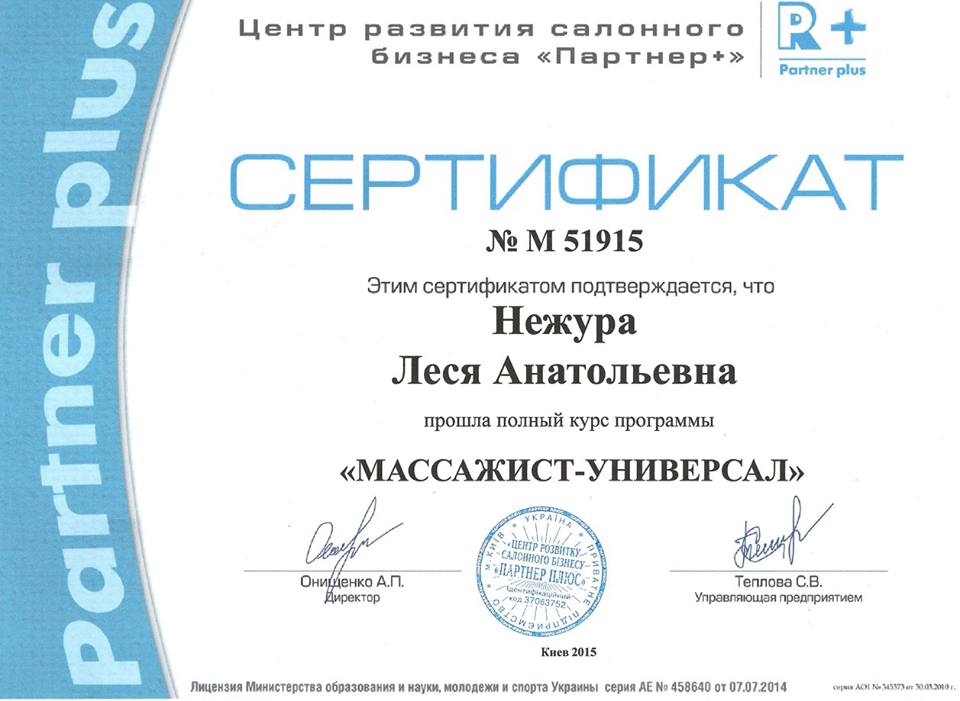 partner plus
Центр развития салонного
бизнеса «Партнер+»
R+
Partner plus
СЕРТИФИКАТ
№ М 51915
Этим сертификатом подтверждается, что
Нежура
Леся Анатольевна
прошла полный курс программы
«МАССАЖИСТ-УНИВЕРСАЛ»
Онищенко А.П.
Директор
УКРАЇНА * ПРИВАТНЕ ПІДПРИЄМСТВО * м.КИЇВ *
«ЦЕНТР РОЗВИТКУ
САЛОННОГО БІЗНЕСУ
«ПАРТНЕР ПЛЮС»
Ідентифікаційний
код 37063752
Теплова С.В.
Управляющая предприятием
Киев 2015
Лицензия Министерства образования и науки, молодежи и спорта Украины серия АЕ № 458640 от 07.07.2014
серия АО1 № 345373 от 30.03.2010 г.